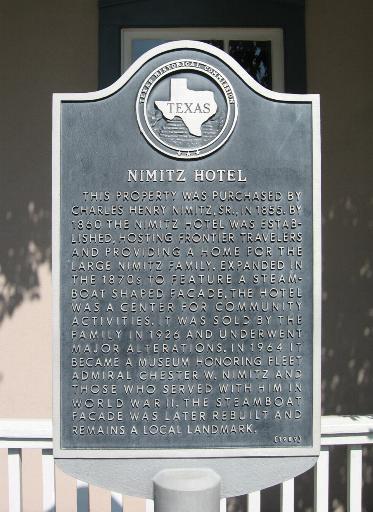 TEXAS HISTORICAL COMMISSION
TEXAS
NIMITZ HOTEL
THIS PROPERTY WAS PURCHASED BY
CHARLES HENRY NIMITZ, SR., IN 1855. BY
1860 THE NIMITZ HOTEL WAS ESTAB-
LISHED, HOSTING FRONTIER TRAVELERS
AND PROVIDING A HOME FOR THE
LARGE NIMITZ FAMILY. EXPANDED IN
THE 1870s TO FEATURE A STEAM-
BOAT SHAPED FACADE, THE HOTEL
WAS A CENTER FOR COMMUNITY
ACTIVITIES. IT WAS SOLD BY THE
FAMILY IN 1926 AND UNDERWENT
MAJOR ALTERATIONS. IN 1964 IT
BECAME A MUSEUM HONORING FLEET
ADMIRAL CHESTER W. NIMITZ AND
THOSE WHO SERVED WITH HIM IN
WORLD WAR II. THE STEAMBOAT
FACADE WAS LATER REBUILT AND
REMAINS A LOCAL LANDMARK.
(1989)